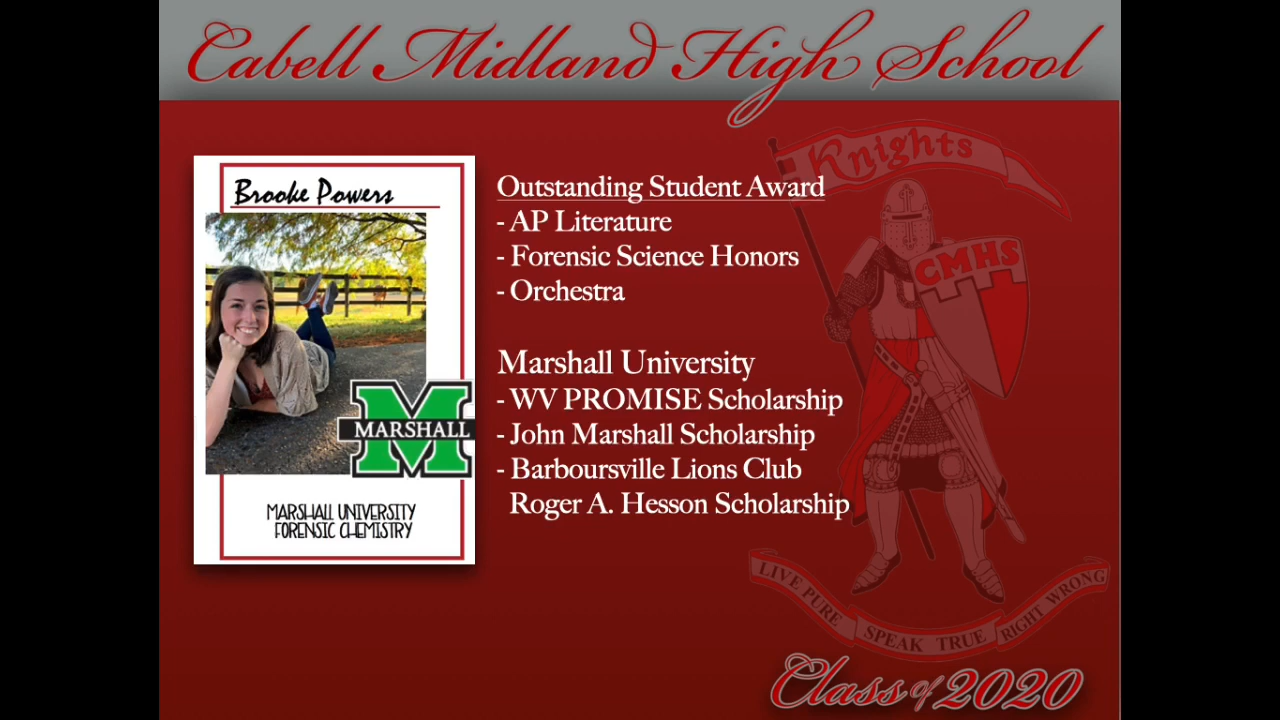 Cabell Midland High School
Knights
CMHS
Brooke Powers
MARSHALL
MARSHALL UNIVERSITY
FORENSIC CHEMISTRY
Outstanding Student Award
- AP Literature
- Forensic Science Honors
- Orchestra
Marshall University
- WV PROMISE Scholarship
- John Marshall Scholarship
- Barboursville Lions Club
Roger A. Hesson Scholarship
LIVE PURE SPEAK TRUE RIGHT WRONG
Class of 2020